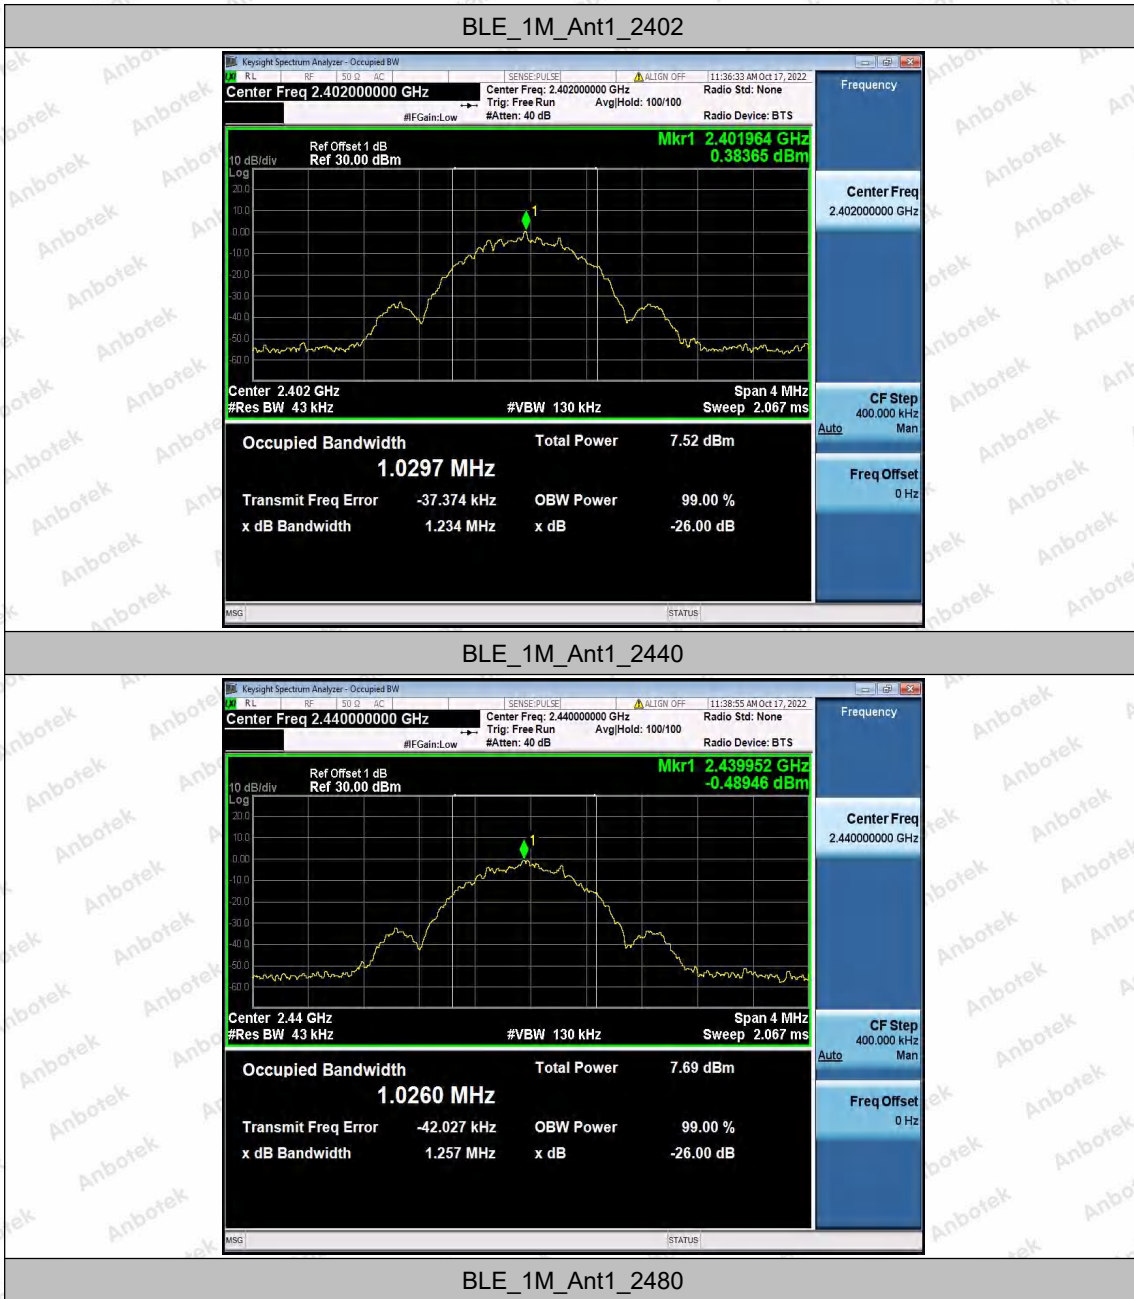 BLE_1M_Ant1_2402
Keysight Spectrum Analyzer - Occupied BW
LXI RL RF 50 Ω AC SENSE:PULSE ALIGN OFF 11:36:33 AM Oct 17, 2022
Center Freq 2.402000000 GHz Center Freq: 2.402000000 GHz Radio Std: None Frequency
Trig: Free Run Avg|Hold: 100/100
#IFGain:Low #Atten: 40 dB Radio Device: BTS
Mkr1 2.401964 GHz
0.38365 dBm
Ref Offset 1 dB
10 dB/div Ref 30.00 dBm
Log
20.0
10.0
0.00
-10.0
-20.0
-30.0
-40.0
-50.0
-60.0
1
Center Freq
2.402000000 GHz
Center 2.402 GHz Span 4 MHz
#Res BW 43 kHz #VBW 130 kHz Sweep 2.067 ms
CF Step
400.000 kHz
Auto Man
Occupied Bandwidth Total Power 7.52 dBm
1.0297 MHz
Freq Offset
0 Hz
Transmit Freq Error -37.374 kHz OBW Power 99.00 %
x dB Bandwidth 1.234 MHz x dB -26.00 dB
MSG STATUS
BLE_1M_Ant1_2440
Keysight Spectrum Analyzer - Occupied BW
LXI RL RF 50 Ω AC SENSE:PULSE ALIGN OFF 11:38:55 AM Oct 17, 2022
Center Freq 2.440000000 GHz Center Freq: 2.440000000 GHz Radio Std: None Frequency
Trig: Free Run Avg|Hold: 100/100
#IFGain:Low #Atten: 40 dB Radio Device: BTS
Mkr1 2.439952 GHz
-0.48946 dBm
Ref Offset 1 dB
10 dB/div Ref 30.00 dBm
Log
20.0
10.0
0.00
-10.0
-20.0
-30.0
-40.0
-50.0
-60.0
1
Center Freq
2.440000000 GHz
Center 2.44 GHz Span 4 MHz
#Res BW 43 kHz #VBW 130 kHz Sweep 2.067 ms
CF Step
400.000 kHz
Auto Man
Occupied Bandwidth Total Power 7.69 dBm
1.0260 MHz
Freq Offset
0 Hz
Transmit Freq Error -42.027 kHz OBW Power 99.00 %
x dB Bandwidth 1.257 MHz x dB -26.00 dB
MSG STATUS
BLE_1M_Ant1_2480